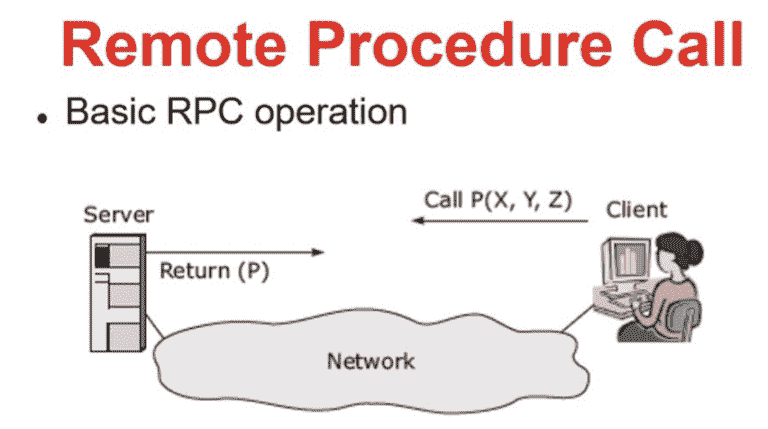 Remote Procedure Call
• Basic RPC operation
Call P(X, Y, Z)
Server
Client
Return (P)
Network